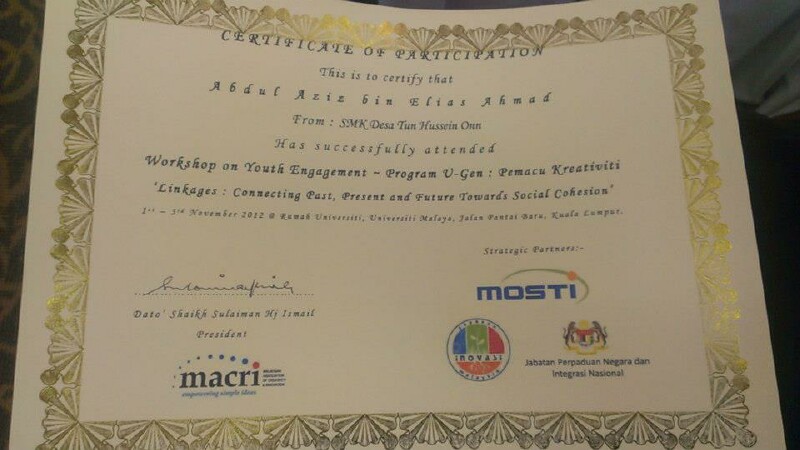 CERTIFICATE OF PARTICIPATION
This is to certify that
Abdul Aziz bin Elias Ahmad
From : SMK Desa Tun Hussein Onn
Has successfully attended
Workshop on Youth Engagement ~ Program U-Gen : Pemacu Kreativiti
"Linkages : Connecting Past, Present and Future Towards Social Cohesion"
1st – 3rd November 2012 @ Rumah Universiti, Universiti Malaya, Jalan Pantai Baru, Kuala Lumpur.
Strategic Partners:-
MOSTI
Dato' Shaikh Sulaiman Hj Ismail
President
macri
empowering simple ideas
INOVASI
malaysia
Jabatan Perpaduan Negara dan
Integrasi Nasional